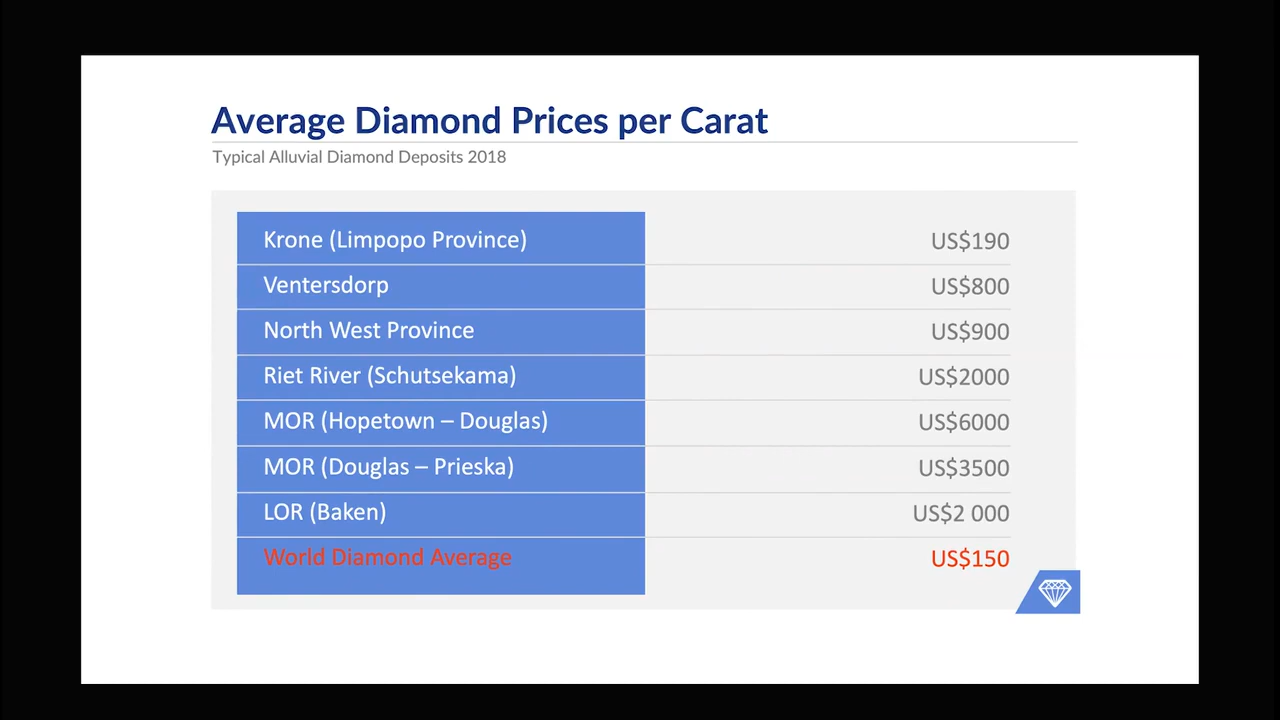 Average Diamond Prices per Carat
Typical Alluvial Diamond Deposits 2018
Krone (Limpopo Province) US$190
Ventersdorp US$800
North West Province US$900
Riet River (Schutsekama) US$2000
MOR (Hopetown – Douglas) US$6000
MOR (Douglas – Prieska) US$3500
LOR (Baken) US$2 000
World Diamond Average US$150